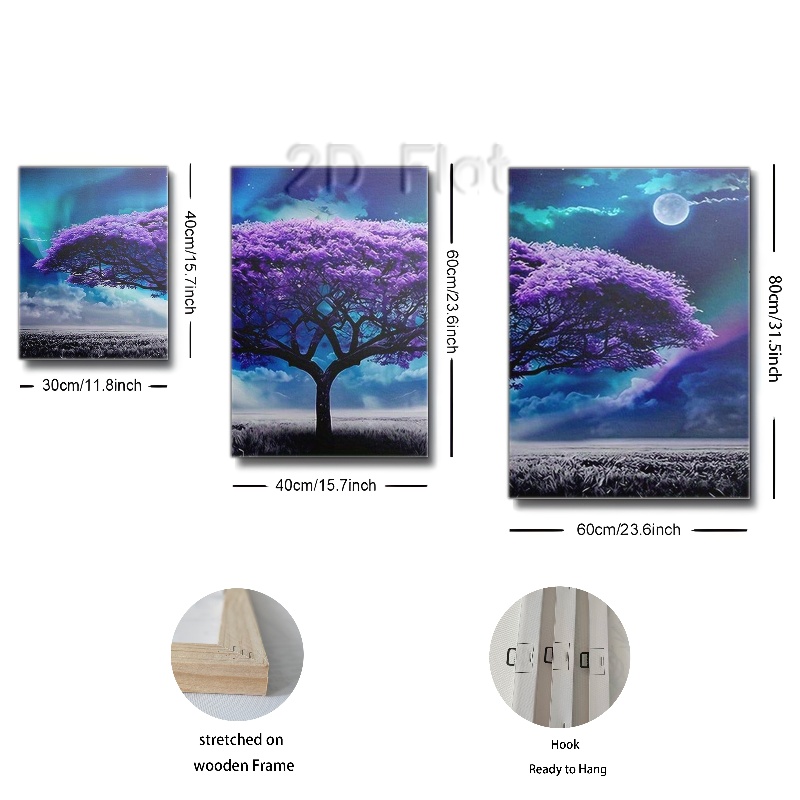 2D Flat
40cm/15.7inch
60cm/23.6inch
80cm/31.5inch
30cm/11.8inch
40cm/15.7inch
60cm/23.6inch
stretched on
wooden Frame
Hook
Ready to Hang